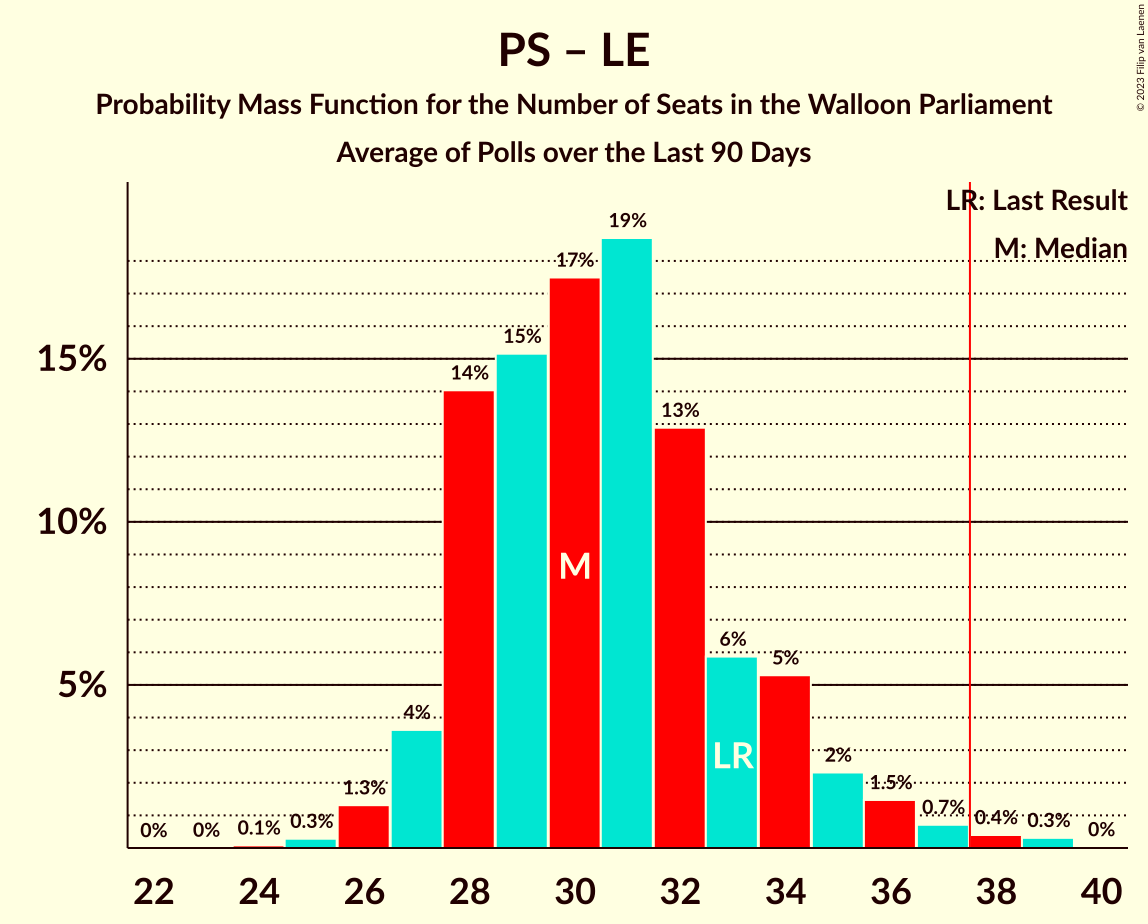 PS – LE
Probability Mass Function for the Number of Seats in the Walloon Parliament
Average of Polls over the Last 90 Days
© 2023 Filip van Laenen
LR: Last Result
M: Median
15%
10%
5%
0%
0%
0.1%
0.3%
1.3%
4%
14%
15%
17%
19%
13%
6%
5%
2%
1.5%
0.7%
0.4%
0.3%
0%
M
LR
22 24 26 28 30 32 34 36 38 40